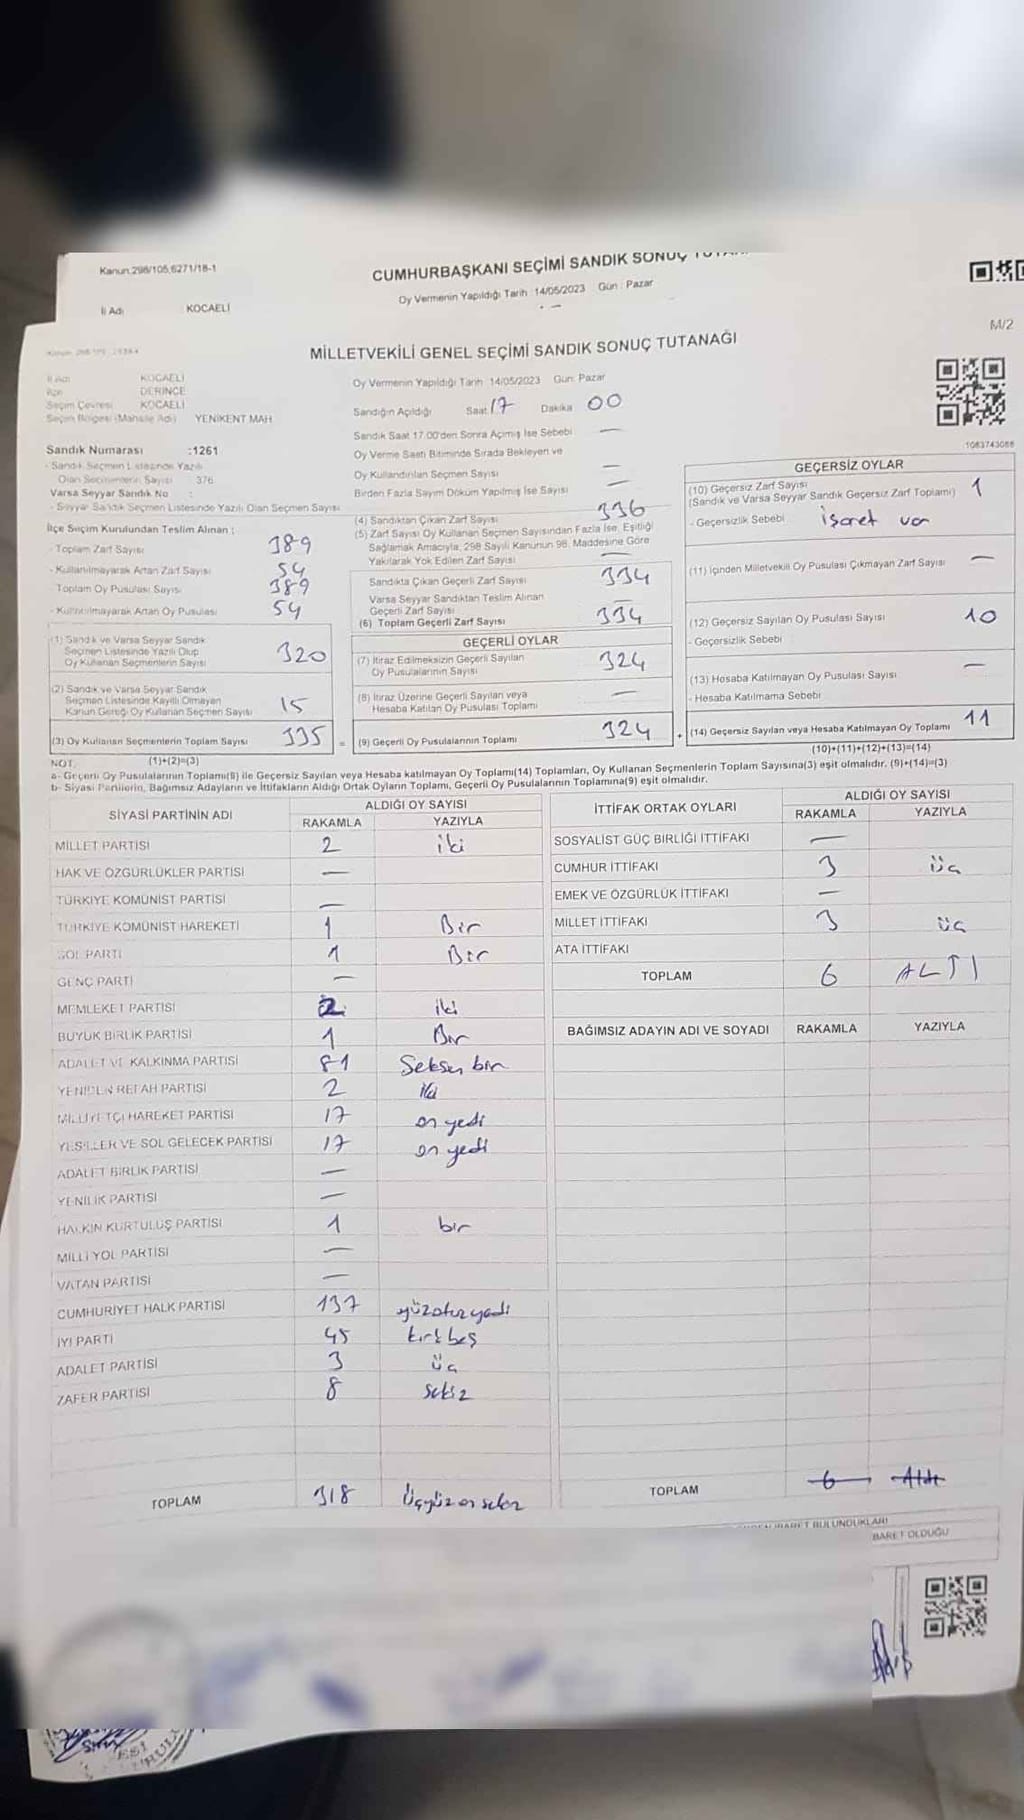 Kanun:298/105,6271/18-1
CUMHURBAŞKANI SEÇİMİ SANDIK SONUÇ
Oy Vermenin Yapıldığı Tarih : 14/05/2023 Gün : Pazar
İli Adı : KOCAELİ
M/2
MİLLETVEKİLİ GENEL SEÇİMİ SANDIK SONUÇ TUTANAĞI
İli Adı KOCAELİ
İlçe DERİNCE
Seçim Çevresi KOCAELİ
Seçim Bölgesi (Mahalle Adı) YENİKENT MAH
Sandık Numarası :1261
- Sandık Seçmen Listesinde Yazılı
Olan Seçmenlerin Sayısı 376
Varsa Seyyar Sandık No :
- Seyyar Sandık Seçmen Listesinde Yazılı Olan Seçmen Sayısı
İlçe Seçim Kurulundan Teslim Alınan ;
- Toplam Zarf Sayısı 389
- Kullanılmayarak Artan Zarf Sayısı 54
Toplam Oy Pusulası Sayısı 389
- Kullanılmayarak Artan Oy Pusulası 54
(1) Sandık ve Varsa Seyyar Sandık
Seçmen Listesinde Yazılı Olup
Oy Kullanan Seçmenlerin Sayısı 320
(2) Sandık ve Varsa Seyyar Sandık
Seçmen Listesinde Kayıtlı Olmayan
Kanun Gereği Oy Kullanan Seçmen Sayısı 15
(3) Oy Kullanan Seçmenlerin Toplam Sayısı 335 =
(1)+(2)=(3)
Oy Vermenin Yapıldığı Tarih 14/05/2023 Gün: Pazar
Sandığın Açıldığı Saat 17 Dakika 00
Sandık Saat 17.00'den Sonra Açılmış İse Sebebi —
Oy Verme Saati Bitiminde Sırada Bekleyen ve
Oy Kullandırılan Seçmen Sayısı —
Birden Fazla Sayım Döküm Yapılmış İse Sayısı —
(4) Sandıktan Çıkan Zarf Sayısı 336
(5) Zarf Sayısı Oy Kullanan Seçmen Sayısından Fazla İse, Eşitliği
Sağlamak Amacıyla, 298 Sayılı Kanunun 98. Maddesine Göre
Yakılarak Yok Edilen Zarf Sayısı —
Sandıkta Çıkan Geçerli Zarf Sayısı 334
Varsa Seyyar Sandıktan Teslim Alınan
Geçerli Zarf Sayısı —
(6) Toplam Geçerli Zarf Sayısı 334
GEÇERLİ OYLAR
(7) İtiraz Edilmeksizin Geçerli Sayılan
Oy Pusulalarının Sayısı 324
(8) İtiraz Üzerine Geçerli Sayılan veya
Hesaba Katılan Oy Pusulası Toplamı —
(9) Geçerli Oy Pusulalarının Toplamı 324 +
1083743088
GEÇERSİZ OYLAR
(10) Geçersiz Zarf Sayısı
(Sandık ve Varsa Seyyar Sandık Geçersiz Zarf Toplamı) 1
- Geçersizlik Sebebi işaret var
(11) İçinden Milletvekili Oy Pusulası Çıkmayan Zarf Sayısı —
(12) Geçersiz Sayılan Oy Pusulası Sayısı 10
- Geçersizlik Sebebi
(13) Hesaba Katılmayan Oy Pusulası Sayısı —
- Hesaba Katılmama Sebebi
(14) Geçersiz Sayılan veya Hesaba Katılmayan Oy Toplamı 11
(10)+(11)+(12)+(13)=(14)
NOT:
a- Geçerli Oy Pusulalarının Toplamı(9) ile Geçersiz Sayılan veya Hesaba katılmayan Oy Toplamı(14) Toplamları, Oy Kullanan Seçmenlerin Toplam Sayısına(3) eşit olmalıdır. (9)+(14)=(3)
b- Siyasi Partilerin, Bağımsız Adayların ve İttifakların Aldığı Ortak Oyların Toplamı, Geçerli Oy Pusulalarının Toplamına(9) eşit olmalıdır.
SİYASİ PARTİNİN ADI ALDIĞI OY SAYISI
RAKAMLA YAZIYLA
MİLLET PARTİSİ 2 iki
HAK VE ÖZGÜRLÜKLER PARTİSİ —
TÜRKİYE KOMÜNİST PARTİSİ —
TÜRKİYE KOMÜNİST HAREKETİ 1 Bir
SOL PARTİ 1 Bir
GENÇ PARTİ —
MEMLEKET PARTİSİ 2 iki
BÜYÜK BİRLİK PARTİSİ 1 Bir
ADALET VE KALKINMA PARTİSİ 81 Seksen bir
YENİDEN REFAH PARTİSİ 2 iki
MİLLİYETÇİ HAREKET PARTİSİ 17 on yedi
YEŞİLLER VE SOL GELECEK PARTİSİ 17 on yedi
ADALET BİRLİK PARTİSİ —
YENİLİK PARTİSİ —
HALKIN KURTULUŞ PARTİSİ 1 bir
MİLLİ YOL PARTİSİ —
VATAN PARTİSİ —
CUMHURİYET HALK PARTİSİ 137 yüzotuzyedi
İYİ PARTİ 45 kırkbeş
ADALET PARTİSİ 3 üç
ZAFER PARTİSİ 8 sekiz
TOPLAM 318 Üçyüz on sekiz
İTTİFAK ORTAK OYLARI ALDIĞI OY SAYISI
RAKAMLA YAZIYLA
SOSYALİST GÜÇ BİRLİĞİ İTTİFAKI —
CUMHUR İTTİFAKI 3 üç
EMEK VE ÖZGÜRLÜK İTTİFAKI —
MİLLET İTTİFAKI 3 üç
ATA İTTİFAKI
TOPLAM 6 ALTI
BAĞIMSIZ ADAYIN ADI VE SOYADI RAKAMLA YAZIYLA
TOPLAM 6 Altı
İBARET BULUNDUKLARI
BARET OLDUĞU